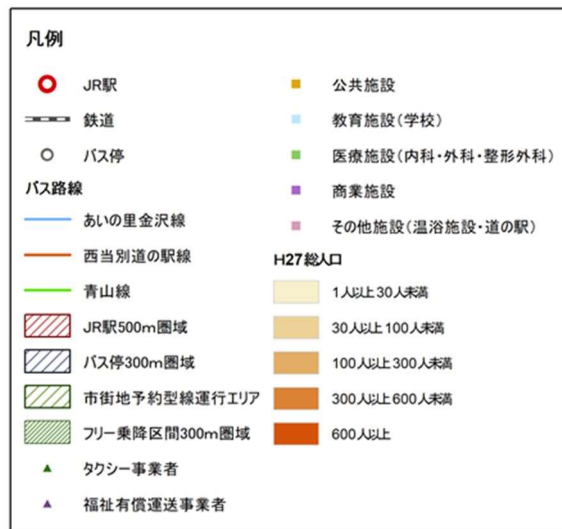 凡例
JR駅
鉄道
バス停
バス路線
あいの里金沢線
西当別道の駅線
青山線
JR駅500m圏域
バス停300m圏域
市街地予約型線運行エリア
フリー乗降区間300m圏域
タクシー事業者
福祉有償運送事業者
公共施設
教育施設(学校)
医療施設(内科・外科・整形外科)
商業施設
その他施設(温浴施設・道の駅)
H27総人口
1人以上30人未満
30人以上100人未満
100人以上300人未満
300人以上600人未満
600人以上